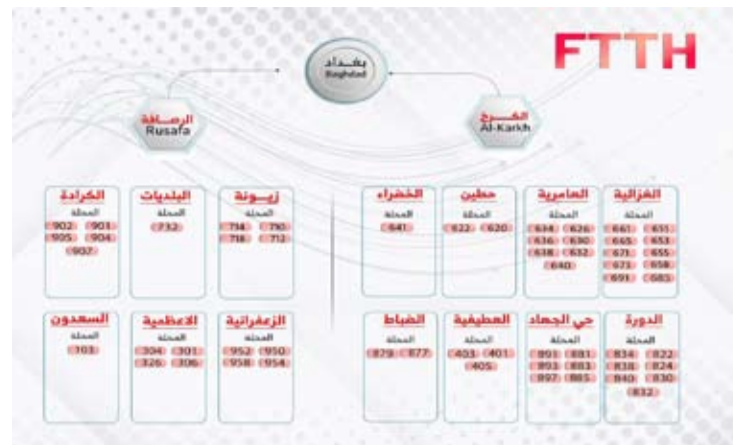 FTTH
بغداد
Baghdad
الكرخ
Al-Karkh
الرصافة
Rusafa
الغزالية
المحلة
651 661
653 665
655 671
659 673
685 691
العامرية
المحلة
626 634
630 636
632 638
640
حطين
المحلة
620 622
الخضراء
المحلة
641
زيونة
المحلة
710 714
712 718
البلديات
المحلة
732
الكرادة
المحلة
901 902
904 905
907
الدورة
المحلة
822 834
824 838
830 840
832
حي الجهاد
المحلة
881 891
883 893
885 897
العطيفية
المحلة
401 403
405
الضباط
المحلة
877 879
الزعفرانية
المحلة
950 952
954 958
الاعظمية
المحلة
301 304
306 326
السعدون
المحلة
103